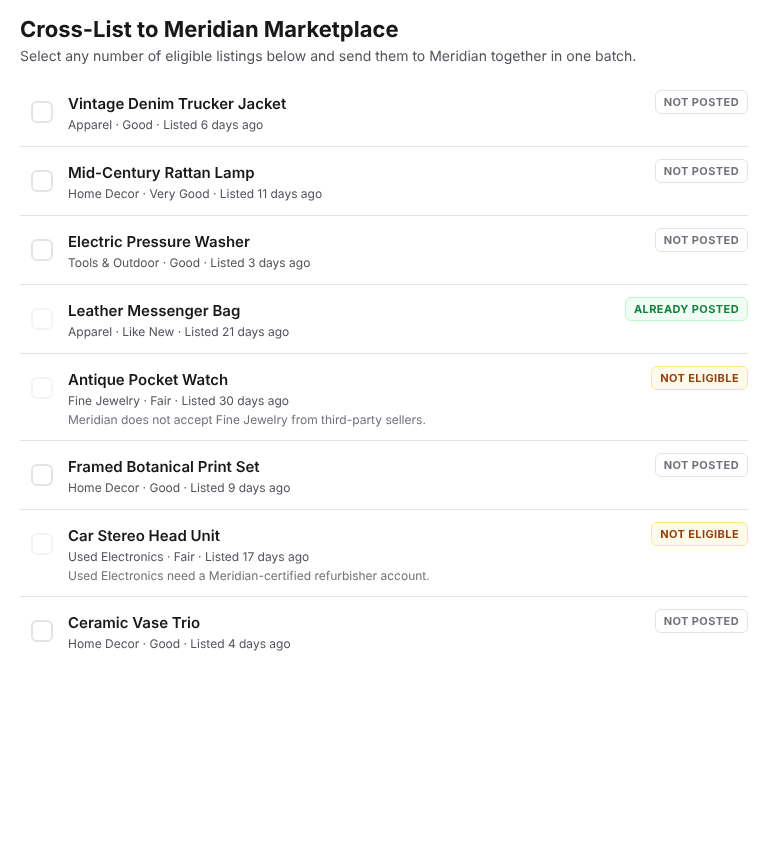 Cross-List to Meridian Marketplace
Select any number of eligible listings below and send them to Meridian together in one batch.
Vintage Denim Trucker Jacket
NOT POSTED
Apparel · Good · Listed 6 days ago
Mid-Century Rattan Lamp
NOT POSTED
Home Decor · Very Good · Listed 11 days ago
Electric Pressure Washer
NOT POSTED
Tools & Outdoor · Good · Listed 3 days ago
Leather Messenger Bag
ALREADY POSTED
Apparel · Like New · Listed 21 days ago
Antique Pocket Watch
NOT ELIGIBLE
Fine Jewelry · Fair · Listed 30 days ago
Meridian does not accept Fine Jewelry from third-party sellers.
Framed Botanical Print Set
NOT POSTED
Home Decor · Good · Listed 9 days ago
Car Stereo Head Unit
NOT ELIGIBLE
Used Electronics · Fair · Listed 17 days ago
Used Electronics need a Meridian-certified refurbisher account.
Ceramic Vase Trio
NOT POSTED
Home Decor · Good · Listed 4 days ago